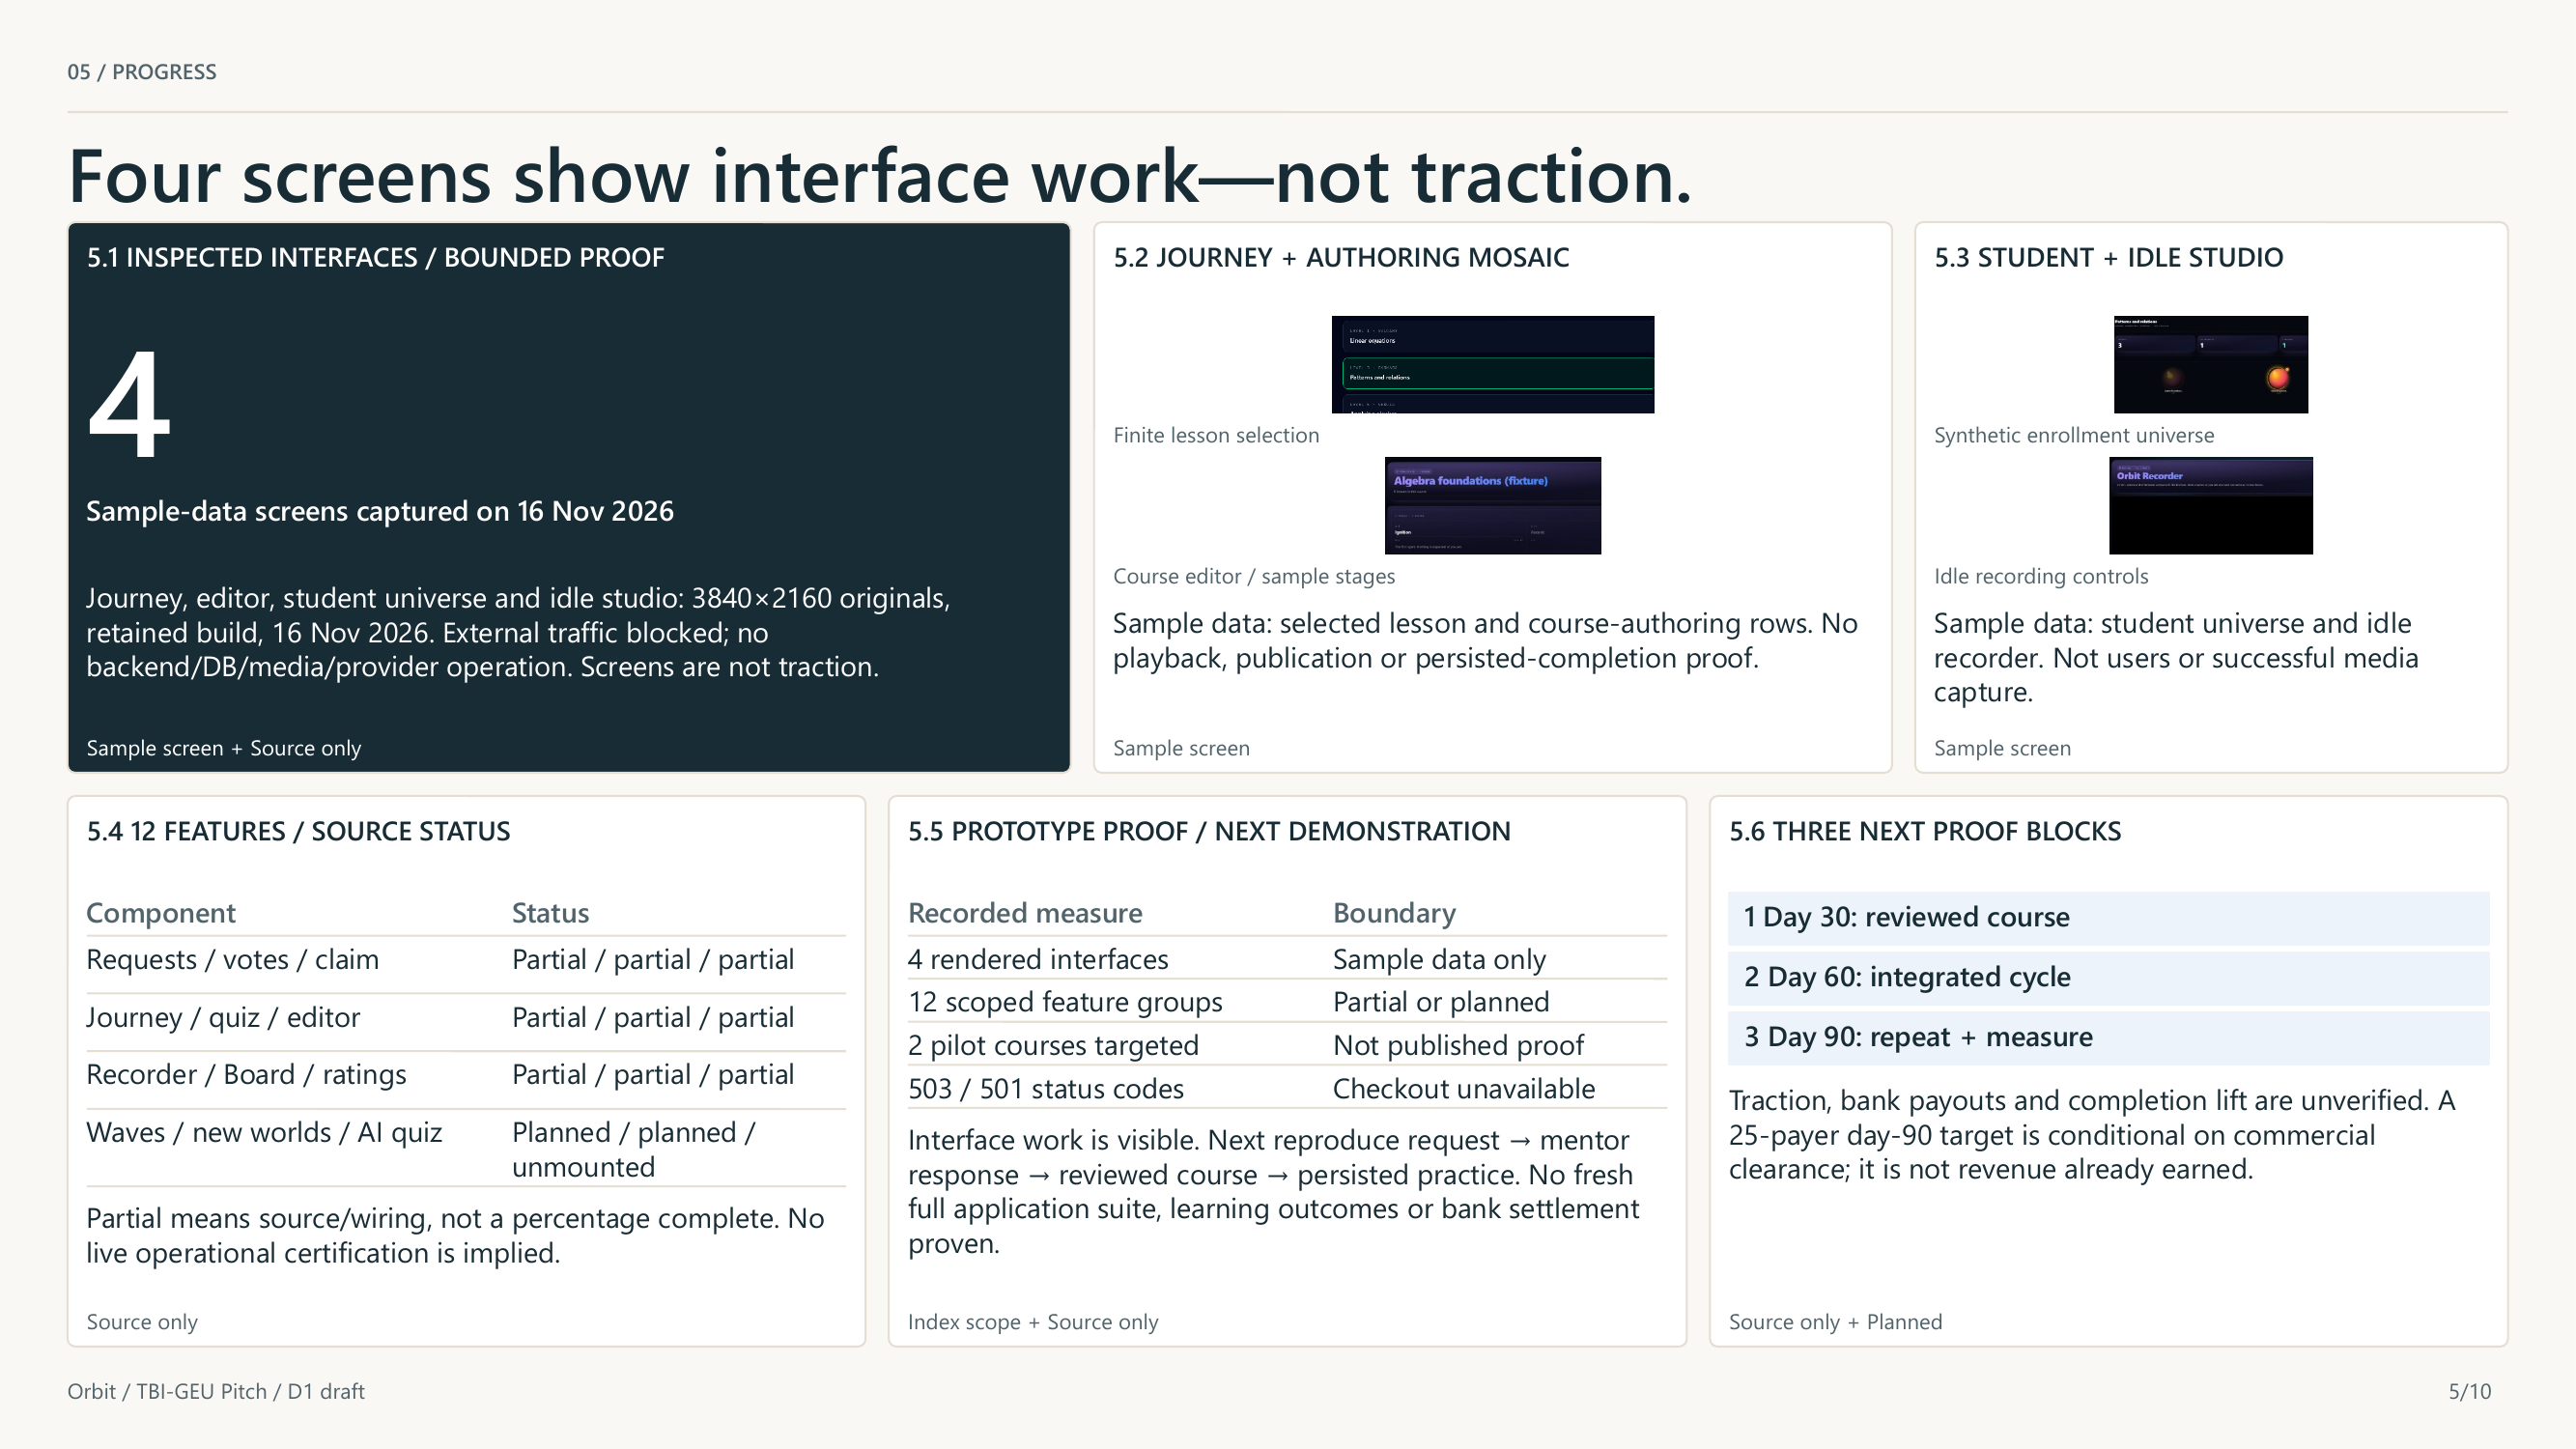 05 / PROGRESS
Four screens show interface work—not traction.
5.1 INSPECTED INTERFACES / BOUNDED PROOF
4
Sample-data screens captured on 16 Nov 2026
Journey, editor, student universe and idle studio: 3840×2160 originals,
retained build, 16 Nov 2026. External traffic blocked; no
backend/DB/media/provider operation. Screens are not traction.
Sample screen + Source only
5.2 JOURNEY + AUTHORING MOSAIC
Linear equations
Patterns and relations
Finite lesson selection
Algebra foundations (fixture)
Ignition
Course editor / sample stages
Sample data: selected lesson and course-authoring rows. No
playback, publication or persisted-completion proof.
Sample screen
5.3 STUDENT + IDLE STUDIO
Patterns and relations
3
1
1
Synthetic enrollment universe
Orbit Recorder
Idle recording controls
Sample data: student universe and idle
recorder. Not users or successful media
capture.
Sample screen
5.4 12 FEATURES / SOURCE STATUS
Component Status
Requests / votes / claim Partial / partial / partial
Journey / quiz / editor Partial / partial / partial
Recorder / Board / ratings Partial / partial / partial
Waves / new worlds / AI quiz Planned / planned /
unmounted
Partial means source/wiring, not a percentage complete. No
live operational certification is implied.
Source only
5.5 PROTOTYPE PROOF / NEXT DEMONSTRATION
Recorded measure Boundary
4 rendered interfaces Sample data only
12 scoped feature groups Partial or planned
2 pilot courses targeted Not published proof
503 / 501 status codes Checkout unavailable
Interface work is visible. Next reproduce request → mentor
response → reviewed course → persisted practice. No fresh
full application suite, learning outcomes or bank settlement
proven.
Index scope + Source only
5.6 THREE NEXT PROOF BLOCKS
1 Day 30: reviewed course
2 Day 60: integrated cycle
3 Day 90: repeat + measure
Traction, bank payouts and completion lift are unverified. A
25-payer day-90 target is conditional on commercial
clearance; it is not revenue already earned.
Source only + Planned
Orbit / TBI-GEU Pitch / D1 draft
5/10